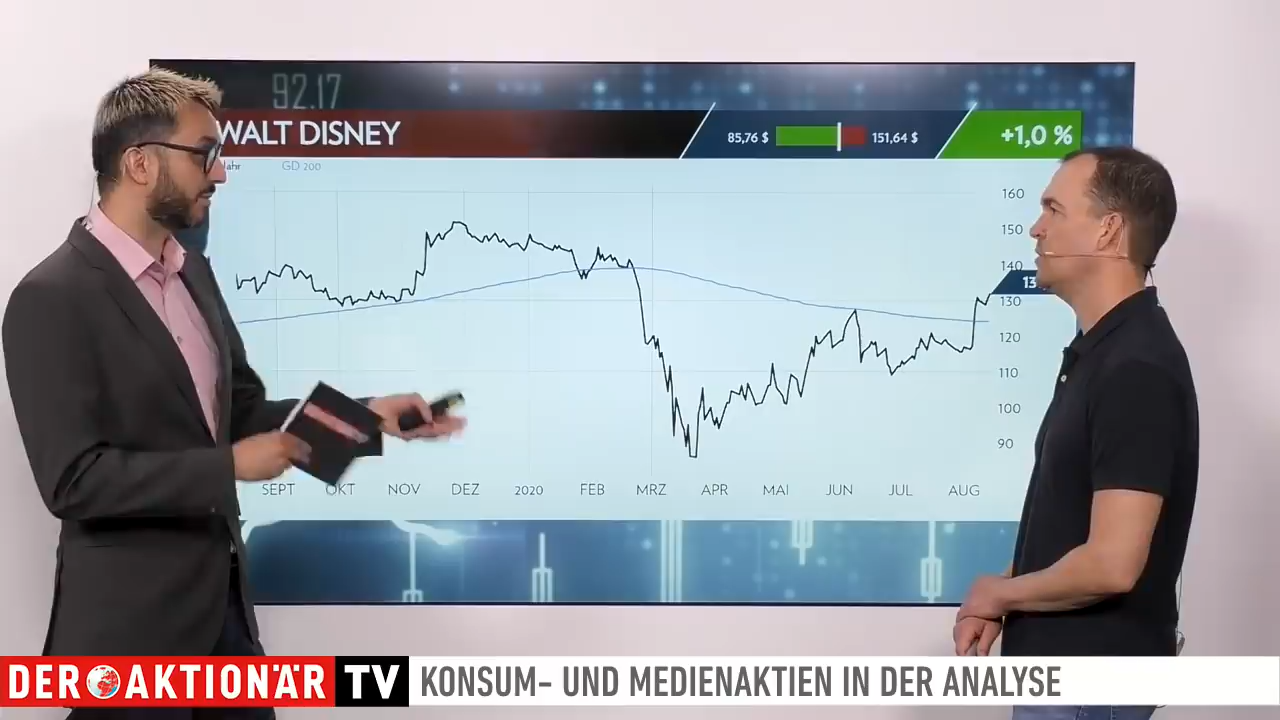 92.17
WALT DISNEY
85,76 $
151,64 $
+1,0 %
GD 200
160
150
140
13
130
120
110
100
90
SEPT OKT NOV DEZ 2020 FEB MRZ APR MAI JUN JUL AUG
DER AKTIONÄR TV
KONSUM- UND MEDIENAKTIEN IN DER ANALYSE